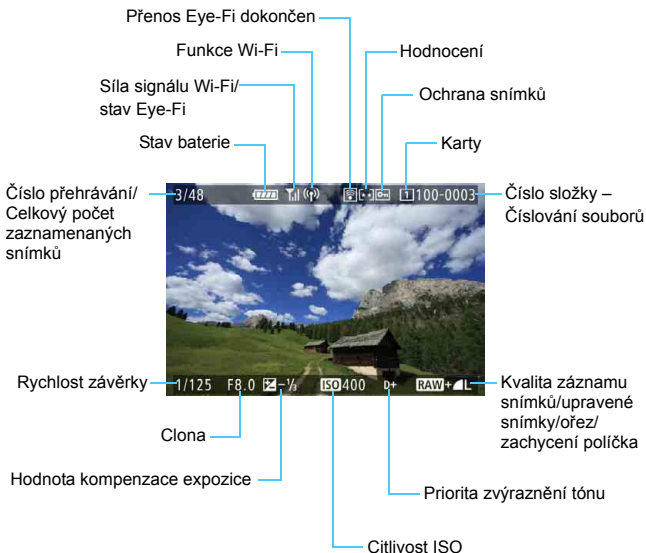 Přenos Eye-Fi dokončen
Funkce Wi-Fi
Hodnocení
Síla signálu Wi-Fi/
stav Eye-Fi
Ochrana snímků
Stav baterie
Karty
Číslo přehrávání/
Celkový počet
zaznamenaných
snímků
3/48
1
100-0003
Číslo složky –
Číslování souborů
Rychlost závěrky
1/125
F8.0
-⅓
ISO 400
D+
RAW+L
Kvalita záznamu
snímků/upravené
snímky/ořez/
zachycení políčka
Clona
Hodnota kompenzace expozice
Priorita zvýraznění tónu
Citlivost ISO